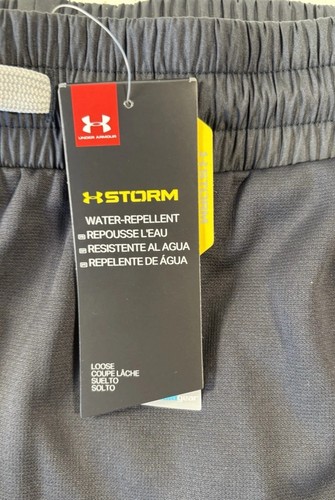 UNDER ARMOUR
STORM
WATER-REPELLENT
REPOUSSE L'EAU
RESISTENTE AL AGUA
REPELENTE DE ÁGUA
LOOSE
COUPE LÂCHE
SUELTO
SOLTO